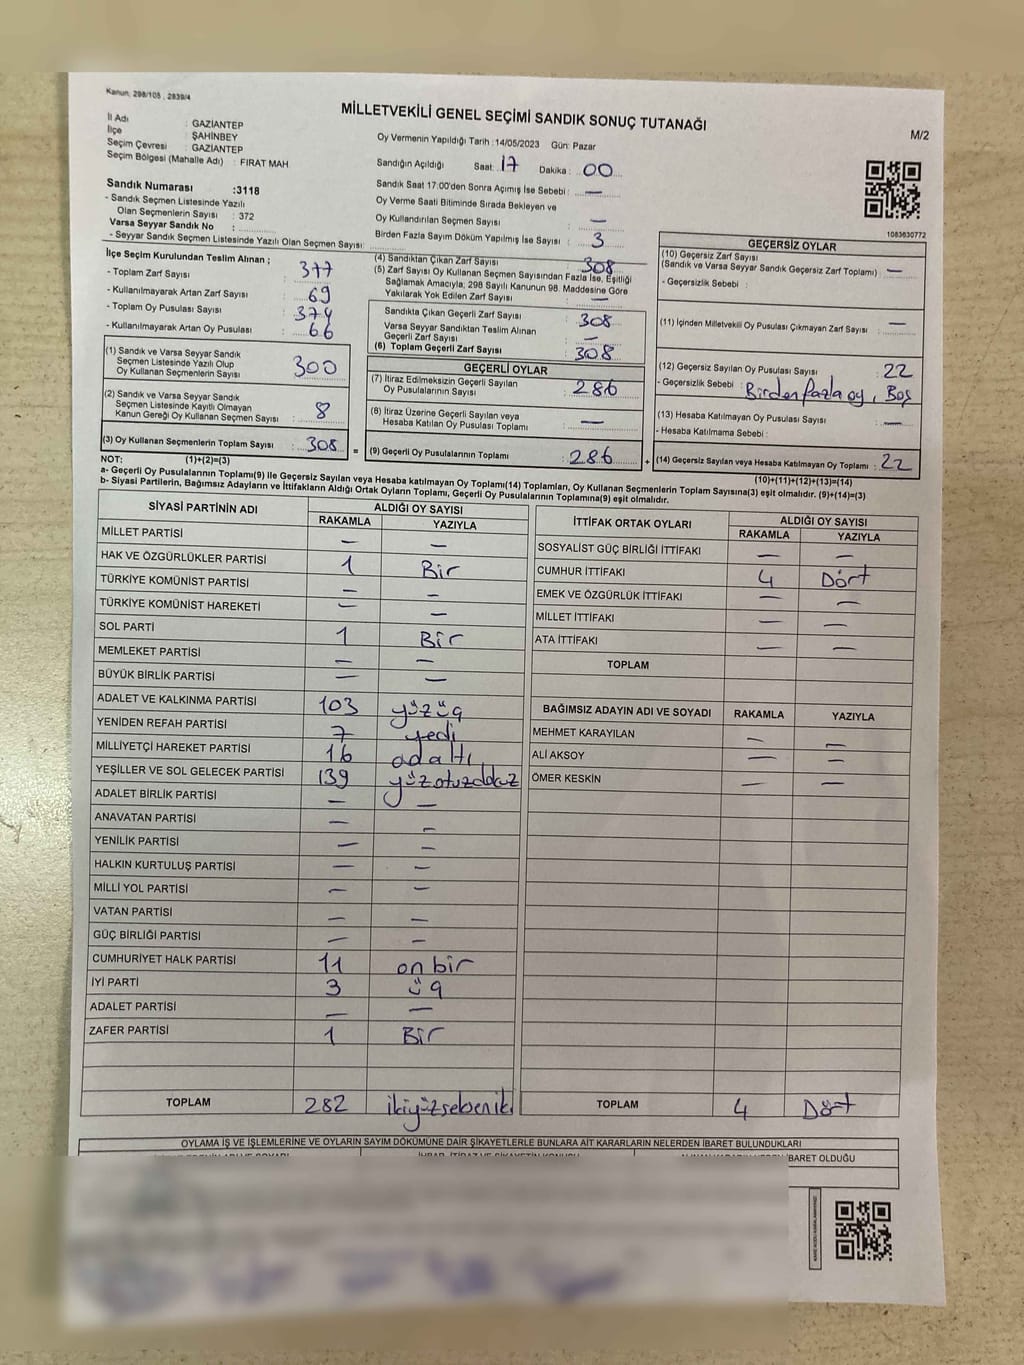 Kanun, 298/105 , 2839/4
MİLLETVEKİLİ GENEL SEÇİMİ SANDIK SONUÇ TUTANAĞI
M/2
İl Adı : GAZİANTEP
İlçe : ŞAHİNBEY
Seçim Çevresi : GAZİANTEP
Seçim Bölgesi (Mahalle Adı) : FIRAT MAH
Sandık Numarası :3118
- Sandık Seçmen Listesinde Yazılı
Olan Seçmenlerin Sayısı : 372
Varsa Seyyar Sandık No :
- Seyyar Sandık Seçmen Listesinde Yazılı Olan Seçmen Sayısı:
Oy Vermenin Yapıldığı Tarih :14/05/2023 Gün: Pazar
Sandığın Açıldığı Saat: 17 Dakika : 00
Sandık Saat 17:00'den Sonra Açımış İse Sebebi : —
Oy Verme Saati Bitiminde Sırada Bekleyen ve
Oy Kullandırılan Seçmen Sayısı : —
Birden Fazla Sayım Döküm Yapılmış İse Sayısı : 3
1083630772
İlçe Seçim Kurulundan Teslim Alınan ;
- Toplam Zarf Sayısı : 377
- Kullanılmayarak Artan Zarf Sayısı : 69
- Toplam Oy Pusulası Sayısı : 374
- Kullanılmayarak Artan Oy Pusulası : 66
(1) Sandık ve Varsa Seyyar Sandık
Seçmen Listesinde Yazılı Olup
Oy Kullanan Seçmenlerin Sayısı : 300
(2) Sandık ve Varsa Seyyar Sandık
Seçmen Listesinde Kayıtlı Olmayan
Kanun Gereği Oy Kullanan Seçmen Sayısı : 8
(3) Oy Kullanan Seçmenlerin Toplam Sayısı : 308 =
(4) Sandıktan Çıkan Zarf Sayısı : 308
(5) Zarf Sayısı Oy Kullanan Seçmen Sayısından Fazla İse, Eşitliği
Sağlamak Amacıyla; 298 Sayılı Kanunun 98. Maddesine Göre
Yakılarak Yok Edilen Zarf Sayısı : —
Sandıkta Çıkan Geçerli Zarf Sayısı : 308
Varsa Seyyar Sandıktan Teslim Alınan
Geçerli Zarf Sayısı : —
(6) Toplam Geçerli Zarf Sayısı : 308
GEÇERLİ OYLAR
(7) İtiraz Edilmeksizin Geçerli Sayılan
Oy Pusulalarının Sayısı : 286
(8) İtiraz Üzerine Geçerli Sayılan veya
Hesaba Katılan Oy Pusulası Toplamı : —
(9) Geçerli Oy Pusulalarının Toplamı : 286 +
GEÇERSİZ OYLAR
(10) Geçersiz Zarf Sayısı
(Sandık ve Varsa Seyyar Sandık Geçersiz Zarf Toplamı) : —
- Geçersizlik Sebebi :
(11) İçinden Milletvekili Oy Pusulası Çıkmayan Zarf Sayısı : —
(12) Geçersiz Sayılan Oy Pusulası Sayısı : 22
- Geçersizlik Sebebi : Birden fazla oy, Boş
(13) Hesaba Katılmayan Oy Pusulası Sayısı : —
- Hesaba Katılmama Sebebi :
(14) Geçersiz Sayılan veya Hesaba Katılmayan Oy Toplamı : 22
NOT: (1)+(2)=(3) (10)+(11)+(12)+(13)=(14)
a- Geçerli Oy Pusulalarının Toplamı(9) ile Geçersiz Sayılan veya Hesaba katılmayan Oy Toplamı(14) Toplamları, Oy Kullanan Seçmenlerin Toplam Sayısına(3) eşit olmalıdır. (9)+(14)=(3)
b- Siyasi Partilerin, Bağımsız Adayların ve İttifakların Aldığı Ortak Oyların Toplamı, Geçerli Oy Pusulalarının Toplamına(9) eşit olmalıdır.
SİYASİ PARTİNİN ADI ALDIĞI OY SAYISI
RAKAMLA YAZIYLA
MİLLET PARTİSİ — —
HAK VE ÖZGÜRLÜKLER PARTİSİ 1 Bir
TÜRKİYE KOMÜNİST PARTİSİ — —
TÜRKİYE KOMÜNİST HAREKETİ — —
SOL PARTİ 1 Bir
MEMLEKET PARTİSİ — —
BÜYÜK BİRLİK PARTİSİ — —
ADALET VE KALKINMA PARTİSİ 103 yüzüç
YENİDEN REFAH PARTİSİ 7 yedi
MİLLİYETÇİ HAREKET PARTİSİ 16 onaltı
YEŞİLLER VE SOL GELECEK PARTİSİ 139 yüzotuzdokuz
ADALET BİRLİK PARTİSİ — —
ANAVATAN PARTİSİ — —
YENİLİK PARTİSİ — —
HALKIN KURTULUŞ PARTİSİ — —
MİLLİ YOL PARTİSİ — —
VATAN PARTİSİ — —
GÜÇ BİRLİĞİ PARTİSİ — —
CUMHURİYET HALK PARTİSİ 11 on bir
İYİ PARTİ 3 üç
ADALET PARTİSİ — —
ZAFER PARTİSİ 1 Bir
TOPLAM 282 ikiyüzsekseniki
İTTİFAK ORTAK OYLARI ALDIĞI OY SAYISI
RAKAMLA YAZIYLA
SOSYALİST GÜÇ BİRLİĞİ İTTİFAKI — —
CUMHUR İTTİFAKI 4 Dört
EMEK VE ÖZGÜRLÜK İTTİFAKI — —
MİLLET İTTİFAKI — —
ATA İTTİFAKI — —
TOPLAM
BAĞIMSIZ ADAYIN ADI VE SOYADI RAKAMLA YAZIYLA
MEHMET KARAYILAN — —
ALİ AKSOY — —
ÖMER KESKİN — —
TOPLAM 4 Dört
OYLAMA İŞ VE İŞLEMLERİNE VE OYLARIN SAYIM DÖKÜMÜNE DAİR ŞİKAYETLERLE BUNLARA AİT KARARLARIN NELERDEN İBARET BULUNDUKLARI
İBARET OLDUĞU